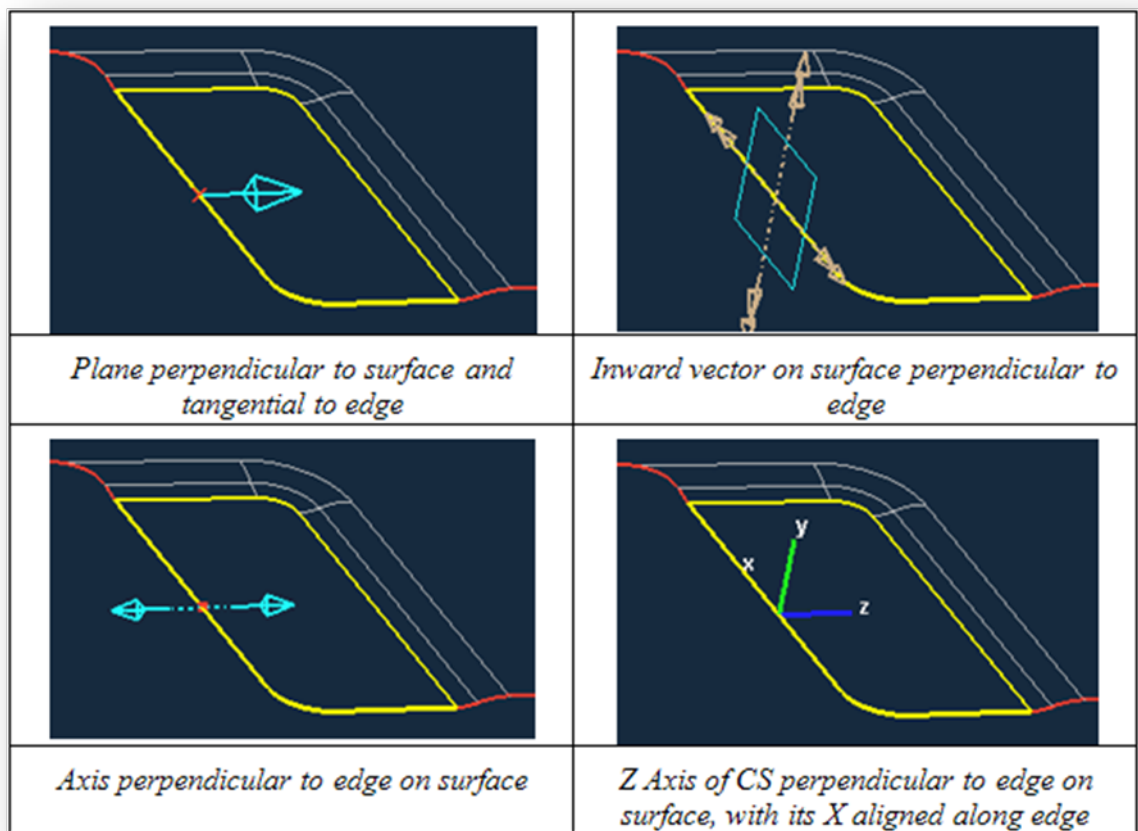 Plane perpendicular to surface and
tangential to edge
Inward vector on surface perpendicular to
edge
x
y
z
Axis perpendicular to edge on surface
Z Axis of CS perpendicular to edge on
surface, with its X aligned along edge